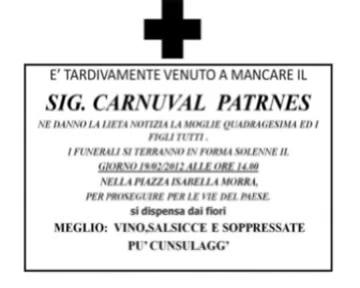 E' TARDIVAMENTE VENUTO A MANCARE IL
SIG. CARNUVAL PATRNES
NE DANNO LA LIETA NOTIZIA LA MOGLIE QUADRAGESIMA ED I
FIGLI TUTTI .
I FUNERALI SI TERRANNO IN FORMA SOLENNE IL
GIORNO 19/02/2012 ALLE ORE 14.00
NELLA PIAZZA ISABELLA MORRA,
PER PROSEGUIRE PER LE VIE DEL PAESE.
si dispensa dai fiori
MEGLIO: VINO,SALSICCE E SOPPRESSATE
PU' CUNSULAGG'